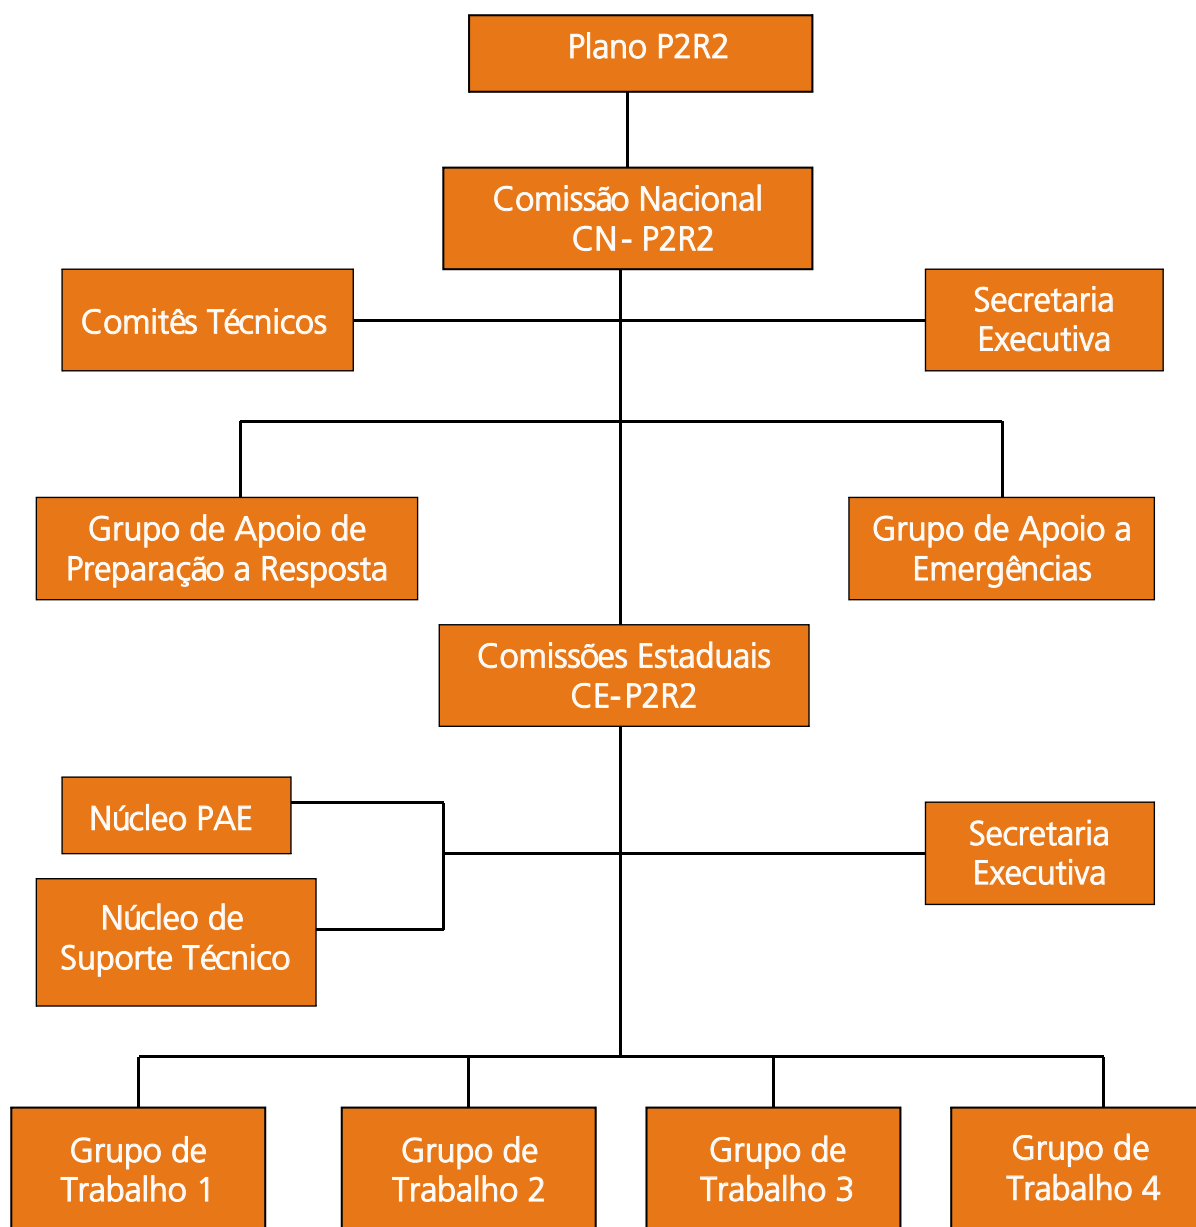 Plano P2R2
Comissão Nacional
CN- P2R2
Comitês Técnicos
Secretaria
Executiva
Grupo de Apoio de
Preparação a Resposta
Grupo de Apoio a
Emergências
Comissões Estaduais
CE-P2R2
Núcleo PAE
Secretaria
Executiva
Núcleo de
Suporte Técnico
Grupo de
Trabalho 1
Grupo de
Trabalho 2
Grupo de
Trabalho 3
Grupo de
Trabalho 4